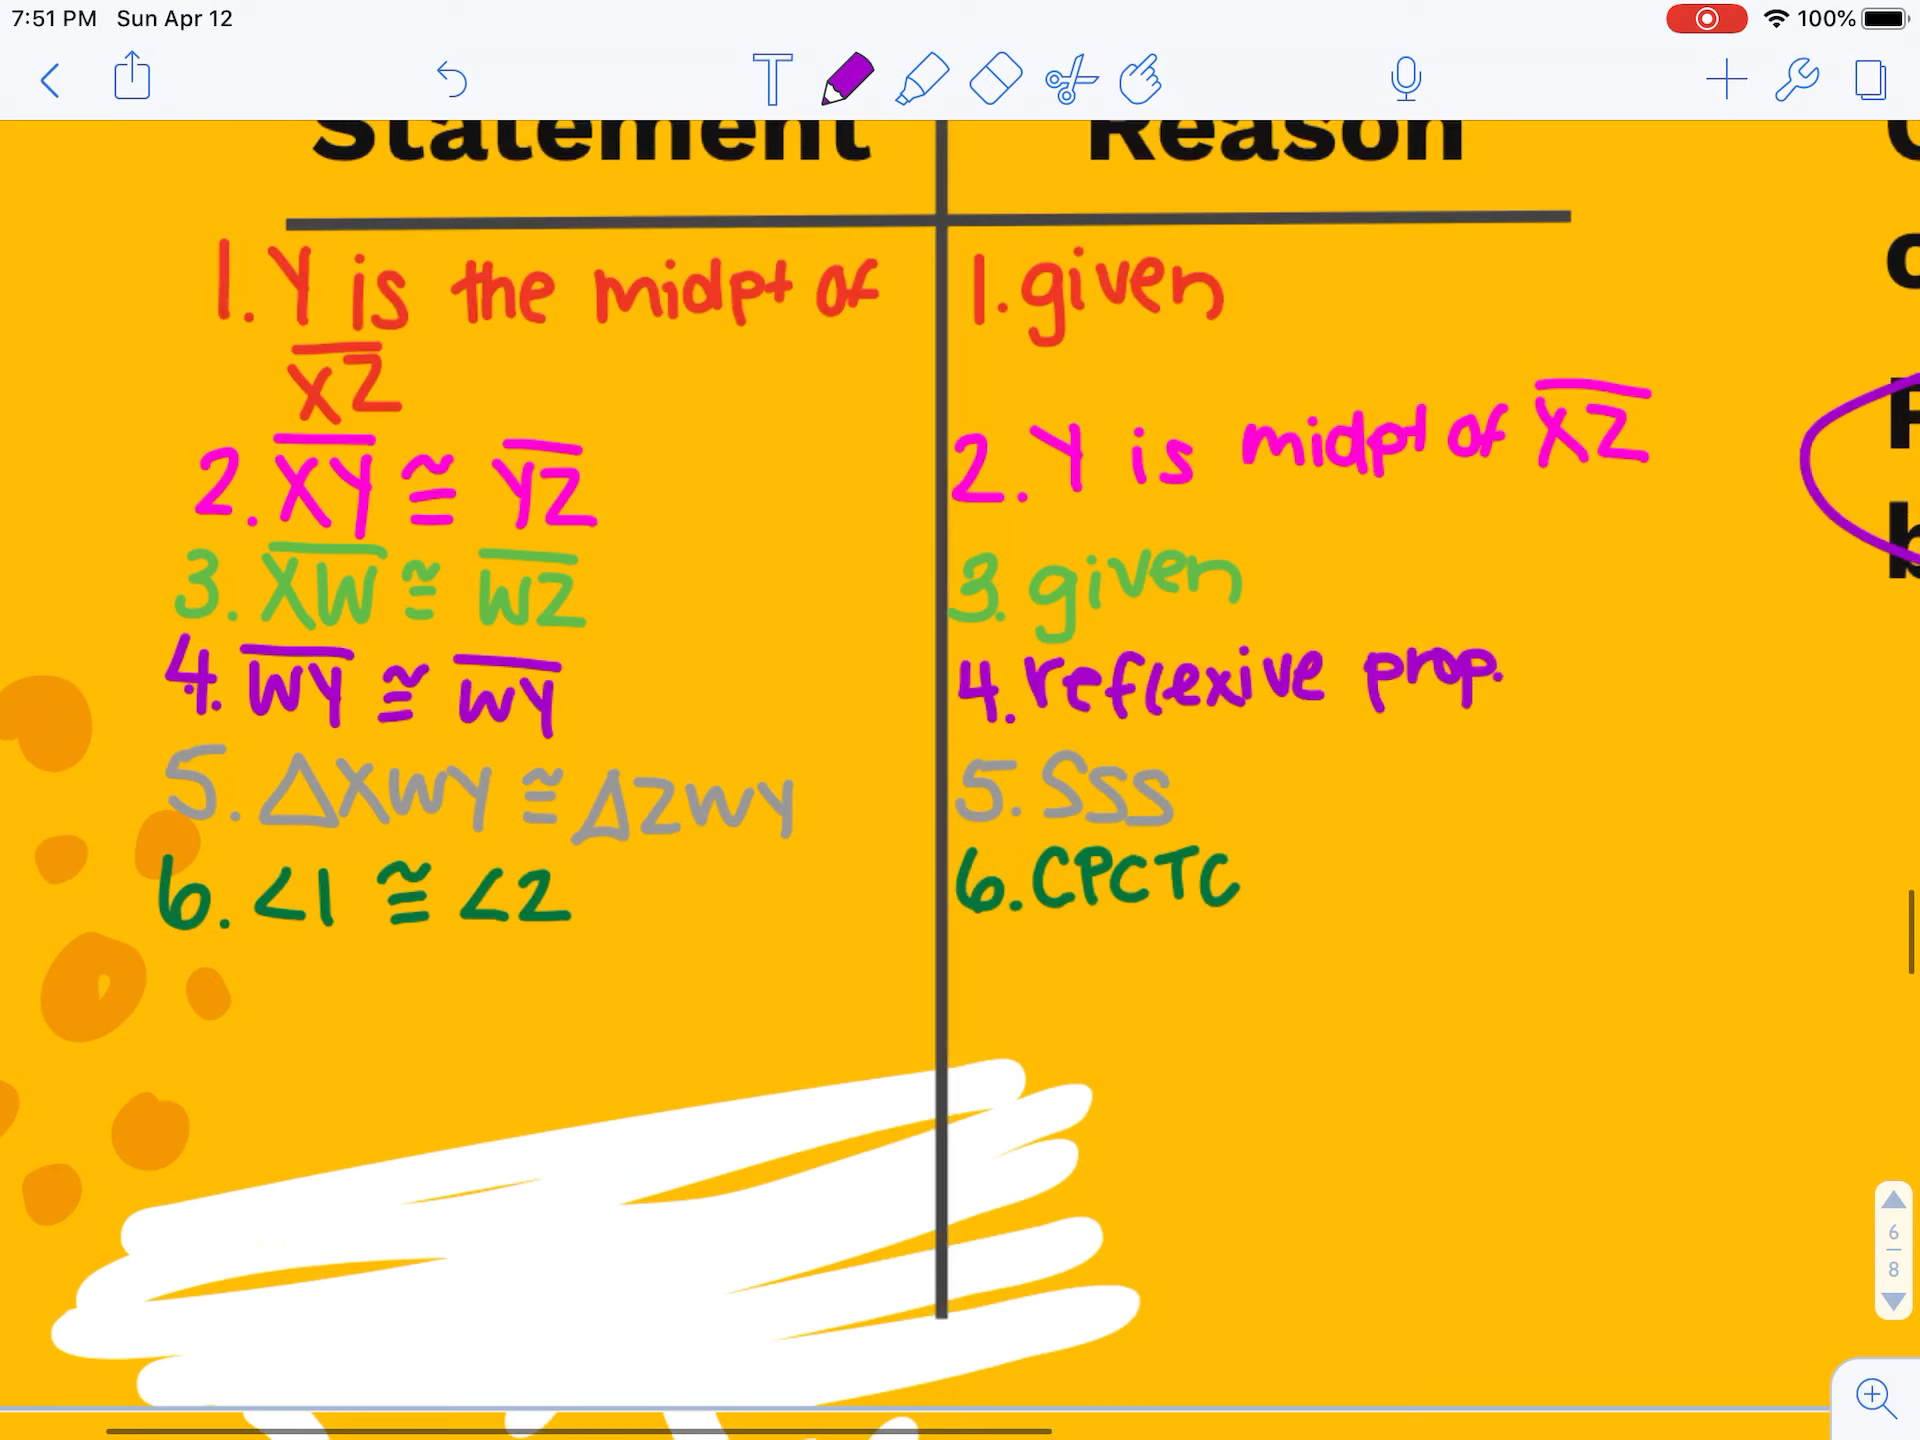 7:51 PM Sun Apr 12
100%
T
Statement Reason
1. Y is the midpt of
XZ
1. given
2. XY ≅ YZ
2. Y is midpt of XZ
3. XW ≅ WZ
3. given
4. WY ≅ WY
4. reflexive prop.
5. △XWY ≅ △ZWY
5. SSS
6. ∠1 ≅ ∠2
6. CPCTC
6
8